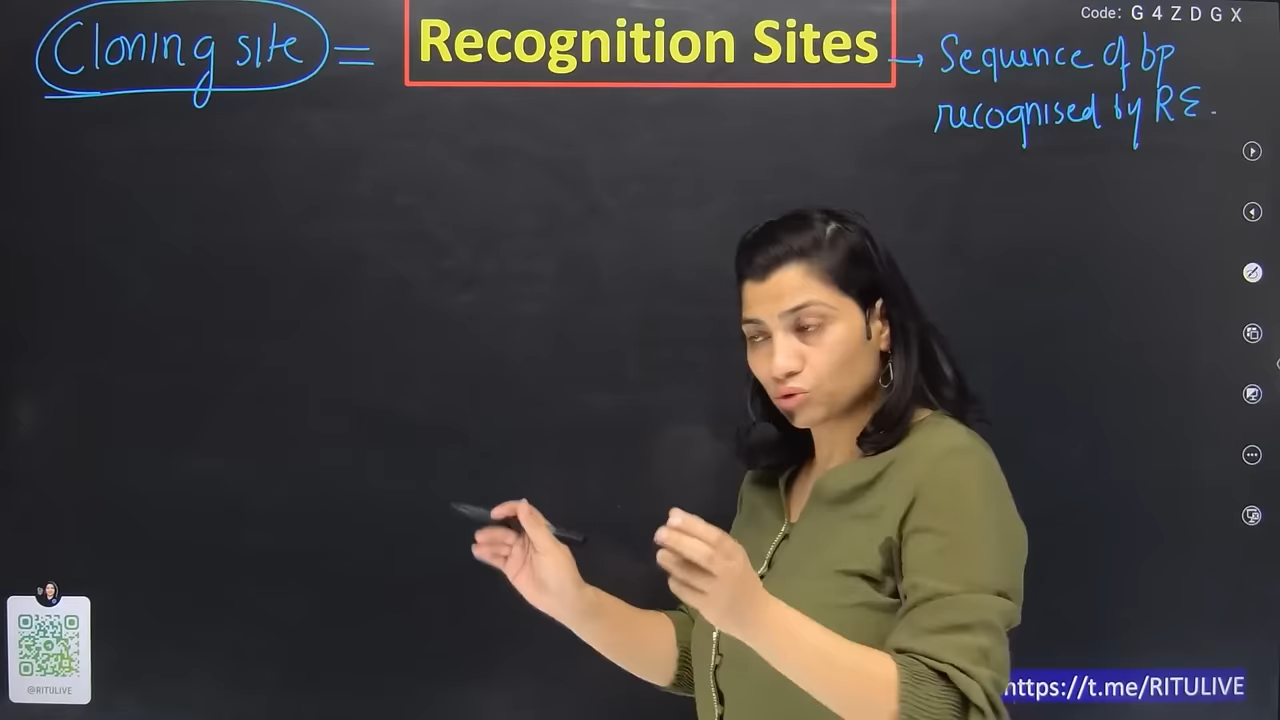 Code: G 4 Z D G X
Cloning site =
Recognition Sites → Sequence of bp
recognised by RE.
@RITULIVE
https://t.me/RITULIVE